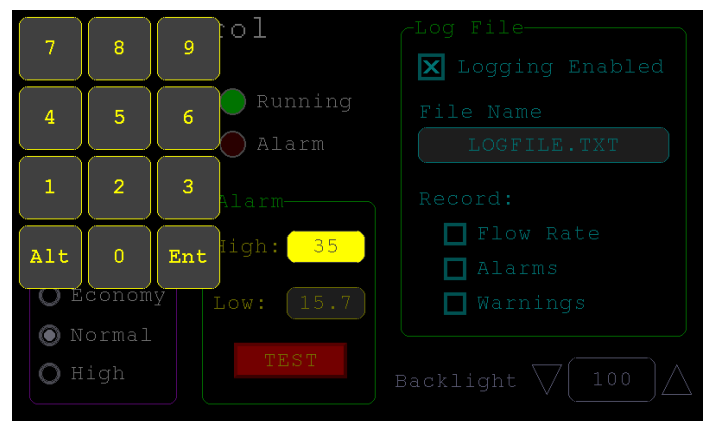 7 8 9
4 5 6
1 2 3
Alt 0 Ent
Running
Alarm
Alarm
High: 35
Low: 15.7
TEST
Economy
Normal
High
Log File
Logging Enabled
File Name
LOGFILE.TXT
Record:
Flow Rate
Alarms
Warnings
Backlight 100